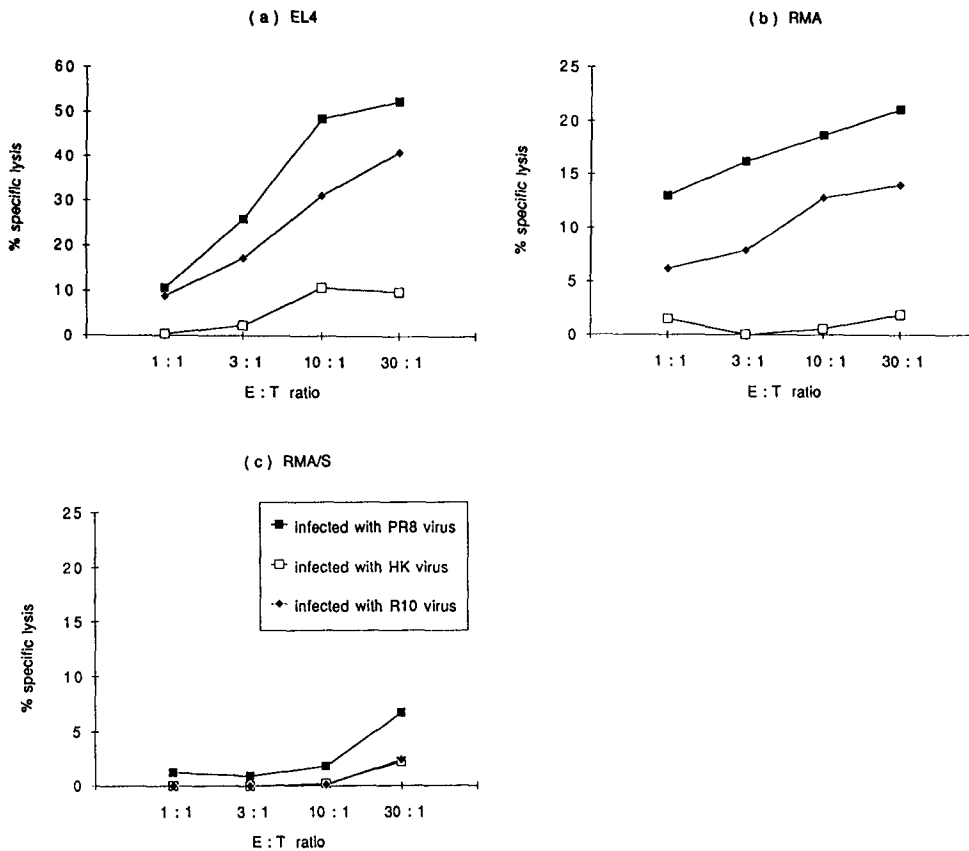 ( a ) EL4
60
50
40
30
20
10
0
% specific lysis
1 : 1 3 : 1 10 : 1 30 : 1
E : T ratio
( b ) RMA
25
20
15
10
5
0
% specific lysis
1 : 1 3 : 1 10 : 1 30 : 1
E : T ratio
( c ) RMA/S
25
20
15
10
5
0
% specific lysis
1 : 1 3 : 1 10 : 1 30 : 1
E : T ratio
infected with PR8 virus
infected with HK virus
infected with R10 virus